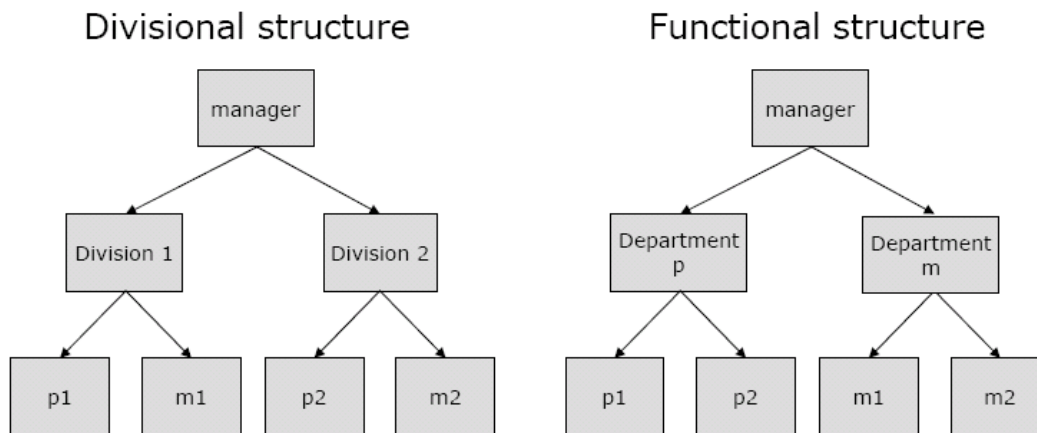 Divisional structure
Functional structure
manager
manager
Division 1
Division 2
Department
p
Department
m
p1
m1
p2
m2
p1
p2
m1
m2